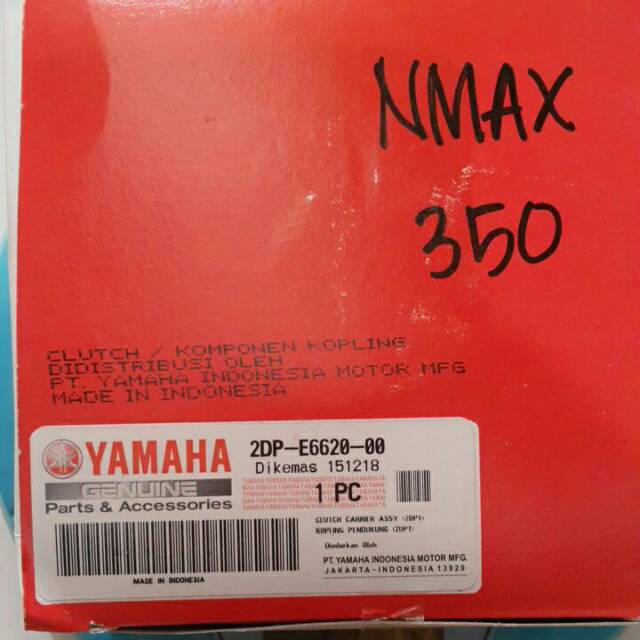 NMAX
350
CLUTCH / KOMPONEN KOPLING
DIDISTRIBUSI OLEH
PT. YAMAHA INDONESIA MOTOR MFG
MADE IN INDONESIA
YAMAHA
GENUINE
Parts & Accessories
MADE IN INDONESIA
2DP-E6620-00
Dikemas 151218
1 PC
CLUTCH CARRIER ASSY (2DP1)
KOPLING PENDUKUNG (2DP1)
Diedarkan Oleh
PT. YAMAHA INDONESIA MOTOR MFG.
JAKARTA - INDONESIA 13920